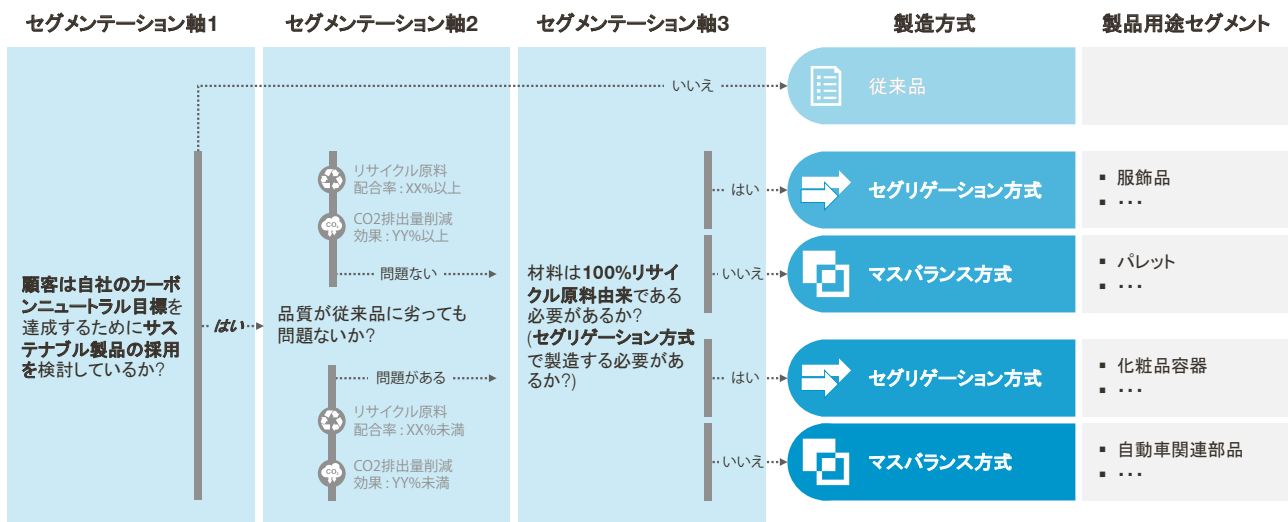 セグメンテーション軸1
セグメンテーション軸2
セグメンテーション軸3
製造方式
製品用途セグメント
いいえ
従来品
顧客は自社のカーボ
ンニュートラル目標を
達成するためにサス
テナブル製品の採用
を検討しているか?
はい
リサイクル原料
配合率 : XX%以上
CO2
CO2排出量削減
効果 : YY%以上
問題ない
品質が従来品に劣っても
問題ないか?
問題がある
リサイクル原料
配合率 : XX%未満
CO2
CO2排出量削減
効果 : YY%未満
材料は100%リサイ
クル原料由来である
必要があるか?
(セグリゲーション方式
で製造する必要があ
るか?)
はい
セグリゲーション方式
▪ 服飾品
▪ ・・・
いいえ
マスバランス方式
▪ パレット
▪ ・・・
はい
セグリゲーション方式
▪ 化粧品容器
▪ ・・・
いいえ
マスバランス方式
▪ 自動車関連部品
▪ ・・・